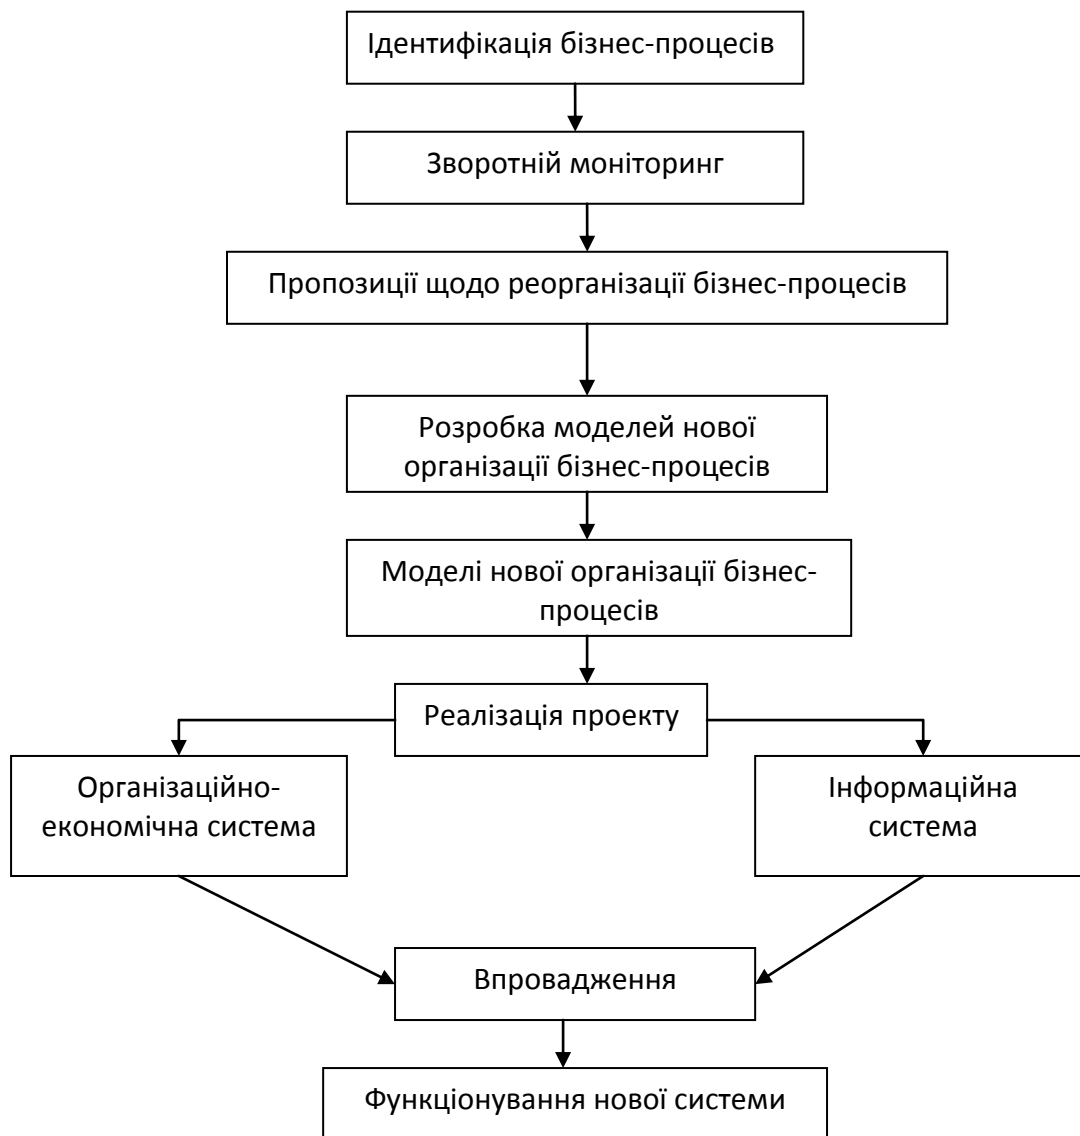 Ідентифікація бізнес-процесів
Зворотній моніторинг
Пропозиції щодо реорганізації бізнес-процесів
Розробка моделей нової
організації бізнес-процесів
Моделі нової організації бізнес-
процесів
Реалізація проекту
Організаційно-
економічна система
Інформаційна
система
Впровадження
Функціонування нової системи